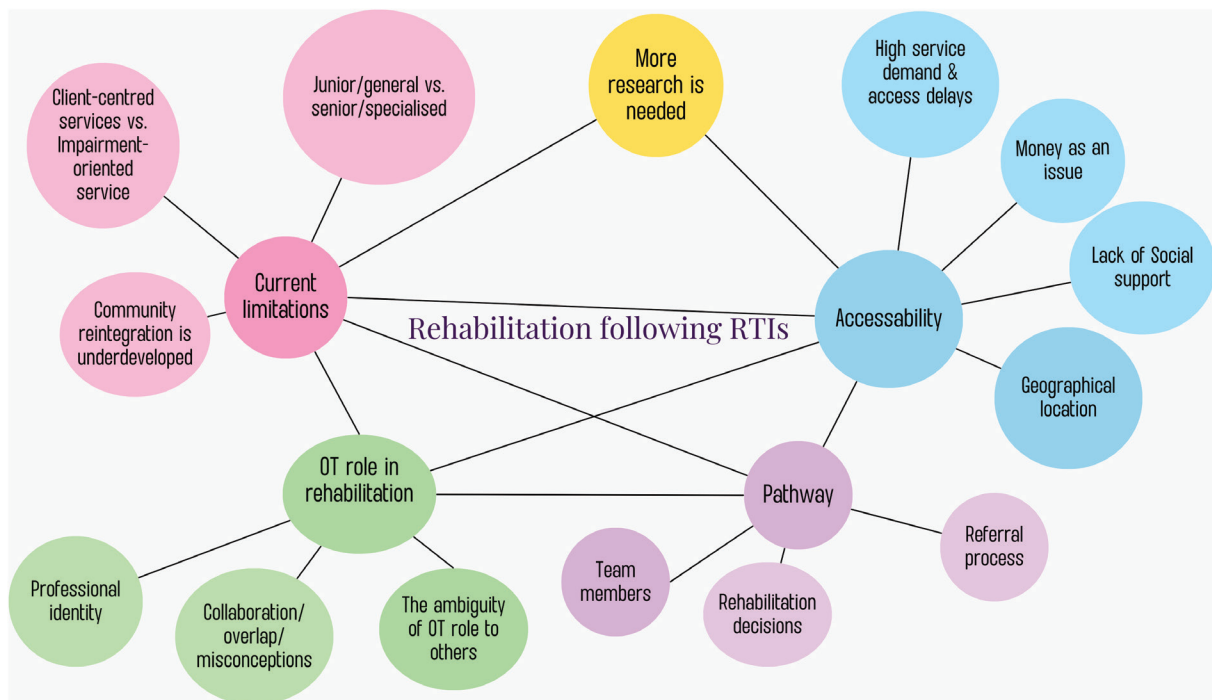 Client-centred
services vs.
Impairment-
oriented
service
Junior/general vs.
senior/specialised
More
research is
needed
High service
demand &
access delays
Money as an
issue
Lack of Social
support
Current
limitations
Community
reintegration is
underdeveloped
Rehabilitation following RTIs
Accessability
Geographical
location
OT role in
rehabilitation
Pathway
Professional
identity
Collaboration/
overlap/
misconceptions
The ambiguity
of OT role to
others
Team
members
Rehabilitation
decisions
Referral
process